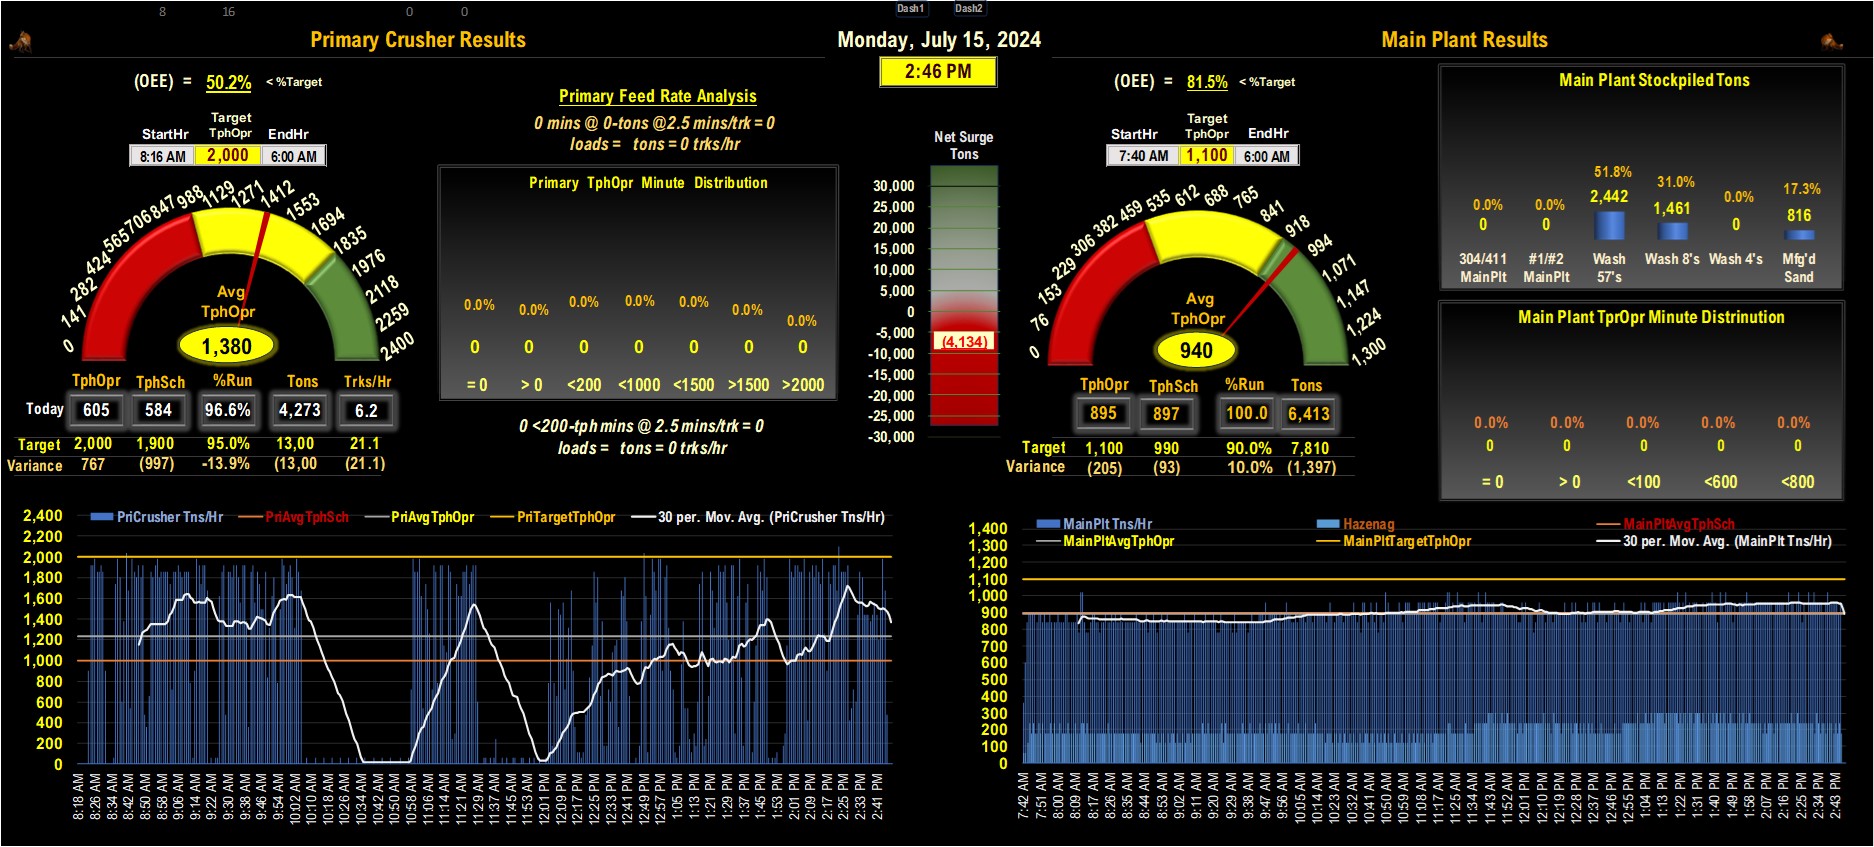 8 16 0 0
Dash1 Dash2
Primary Crusher Results
Monday, July 15, 2024
Main Plant Results
2:46 PM
(OEE) = 50.2% < %Target
Target
StartHr TphOpr EndHr
8:16 AM 2,000 6:00 AM
0 141 282 424 565 706 847 988 1129 1271 1412 1553 1694 1835 1976 2118 2259 2400
Avg
TphOpr
1,380
TphOpr TphSch %Run Tons Trks/Hr
Today 605 584 96.6% 4,273 6.2
Target 2,000 1,900 95.0% 13,00 21.1
Variance 767 (997) -13.9% (13,00 (21.1)
Primary Feed Rate Analysis
0 mins @ 0-tons @2.5 mins/trk = 0
loads = tons = 0 trks/hr
Primary TphOpr Minute Distribution
0.0% 0.0% 0.0% 0.0% 0.0% 0.0% 0.0%
0 0 0 0 0 0 0
= 0 > 0 <200 <1000 <1500 >1500 >2000
0 <200-tph mins @ 2.5 mins/trk = 0
loads = tons = 0 trks/hr
Net Surge
Tons
30,000
25,000
20,000
15,000
10,000
5,000
0
-5,000
(4,134)
-10,000
-15,000
-20,000
-25,000
-30,000
(OEE) = 81.5% < %Target
Target
StartHr TphOpr EndHr
7:40 AM 1,100 6:00 AM
0 76 153 229 306 382 459 535 612 688 765 841 918 994 1,071 1,147 1,224 1,300
Avg
TphOpr
940
TphOpr TphSch %Run Tons
895 897 100.0 6,413
Target 1,100 990 90.0% 7,810
Variance (205) (93) 10.0% (1,397)
Main Plant Stockpiled Tons
0.0% 0.0% 51.8% 31.0% 0.0% 17.3%
0 0 2,442 1,461 0 816
304/411 #1/#2 Wash Wash 8's Wash 4's Mfg'd
MainPlt MainPlt 57's Sand
Main Plant TprOpr Minute Distrinution
0.0% 0.0% 0.0% 0.0% 0.0%
0 0 0 0 0
= 0 > 0 <100 <600 <800
PriCrusher Tns/Hr PriAvgTphSch PriAvgTphOpr PriTargetTphOpr 30 per. Mov. Avg. (PriCrusher Tns/Hr)
2,400
2,200
2,000
1,800
1,600
1,400
1,200
1,000
800
600
400
200
0
8:18 AM 8:26 AM 8:34 AM 8:42 AM 8:50 AM 8:58 AM 9:06 AM 9:14 AM 9:22 AM 9:30 AM 9:38 AM 9:46 AM 9:54 AM 10:02 AM 10:10 AM 10:18 AM 10:26 AM 10:34 AM 10:42 AM 10:50 AM 10:58 AM 11:06 AM 11:14 AM 11:21 AM 11:29 AM 11:37 AM 11:45 AM 11:53 AM 12:01 PM 12:09 PM 12:17 PM 12:25 PM 12:33 PM 12:41 PM 12:49 PM 12:57 PM 1:05 PM 1:13 PM 1:21 PM 1:29 PM 1:37 PM 1:45 PM 1:53 PM 2:01 PM 2:09 PM 2:17 PM 2:25 PM 2:33 PM 2:41 PM
MainPlt Tns/Hr Hazenag MainPltAvgTphSch
MainPltAvgTphOpr MainPltTargetTphOpr 30 per. Mov. Avg. (MainPlt Tns/Hr)
1,400
1,300
1,200
1,100
1,000
900
800
700
600
500
400
300
200
100
0
7:42 AM 7:51 AM 8:00 AM 8:09 AM 8:17 AM 8:26 AM 8:35 AM 8:44 AM 8:53 AM 9:02 AM 9:11 AM 9:20 AM 9:29 AM 9:38 AM 9:47 AM 9:56 AM 10:05 AM 10:14 AM 10:23 AM 10:32 AM 10:41 AM 10:50 AM 10:59 AM 11:08 AM 11:17 AM 11:25 AM 11:34 AM 11:43 AM 11:52 AM 12:01 PM 12:10 PM 12:19 PM 12:28 PM 12:37 PM 12:46 PM 12:55 PM 1:04 PM 1:13 PM 1:22 PM 1:31 PM 1:40 PM 1:49 PM 1:58 PM 2:07 PM 2:16 PM 2:25 PM 2:34 PM 2:43 PM